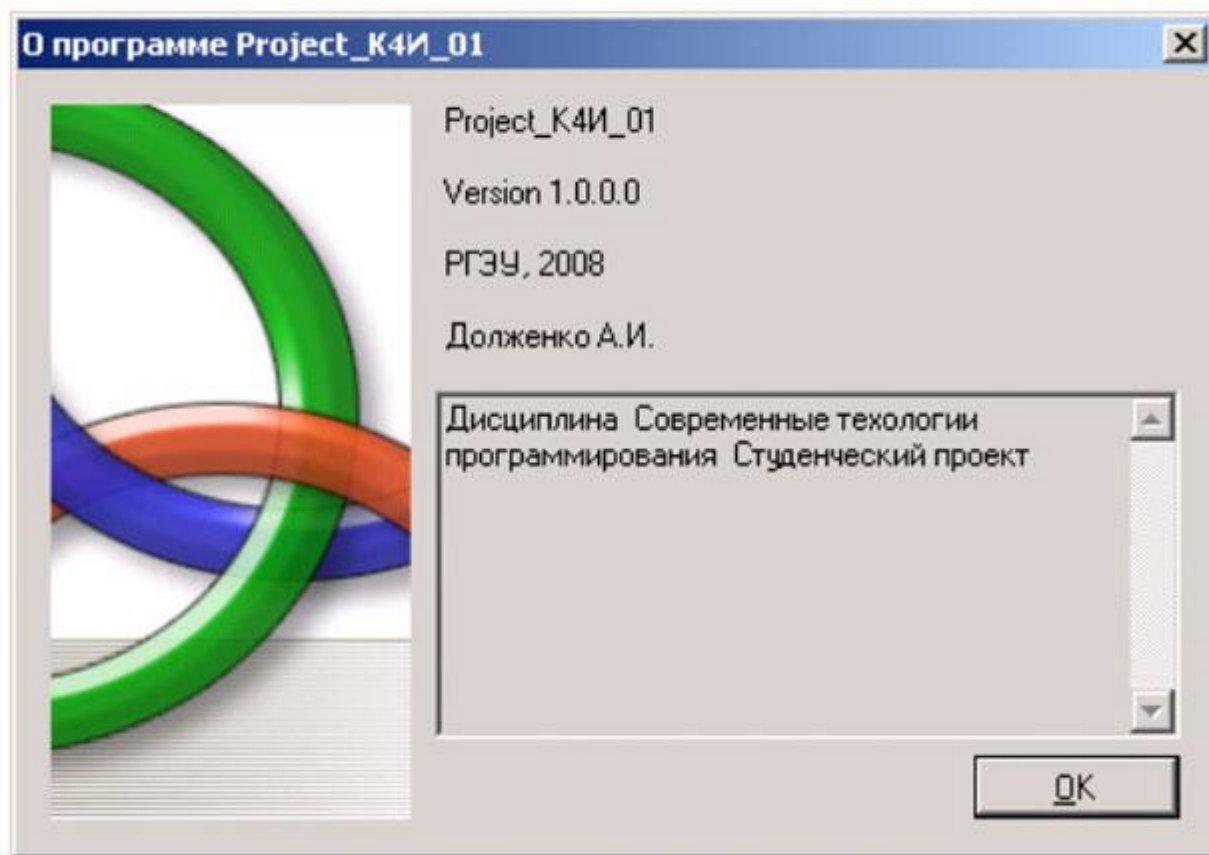 О программе Project_К4И_01
Project_К4И_01
Version 1.0.0.0
РГЭУ, 2008
Долженко А.И.
Дисциплина  Современные техологии
программирования  Студенческий проект
OK